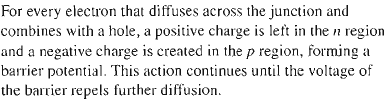 For every electron that diffuses across the junction and
combines with a hole, a positive charge is left in the n region
and a negative charge is created in the p region, forming a
barrier potential. This action continues until the voltage of
the barrier repels further diffusion.